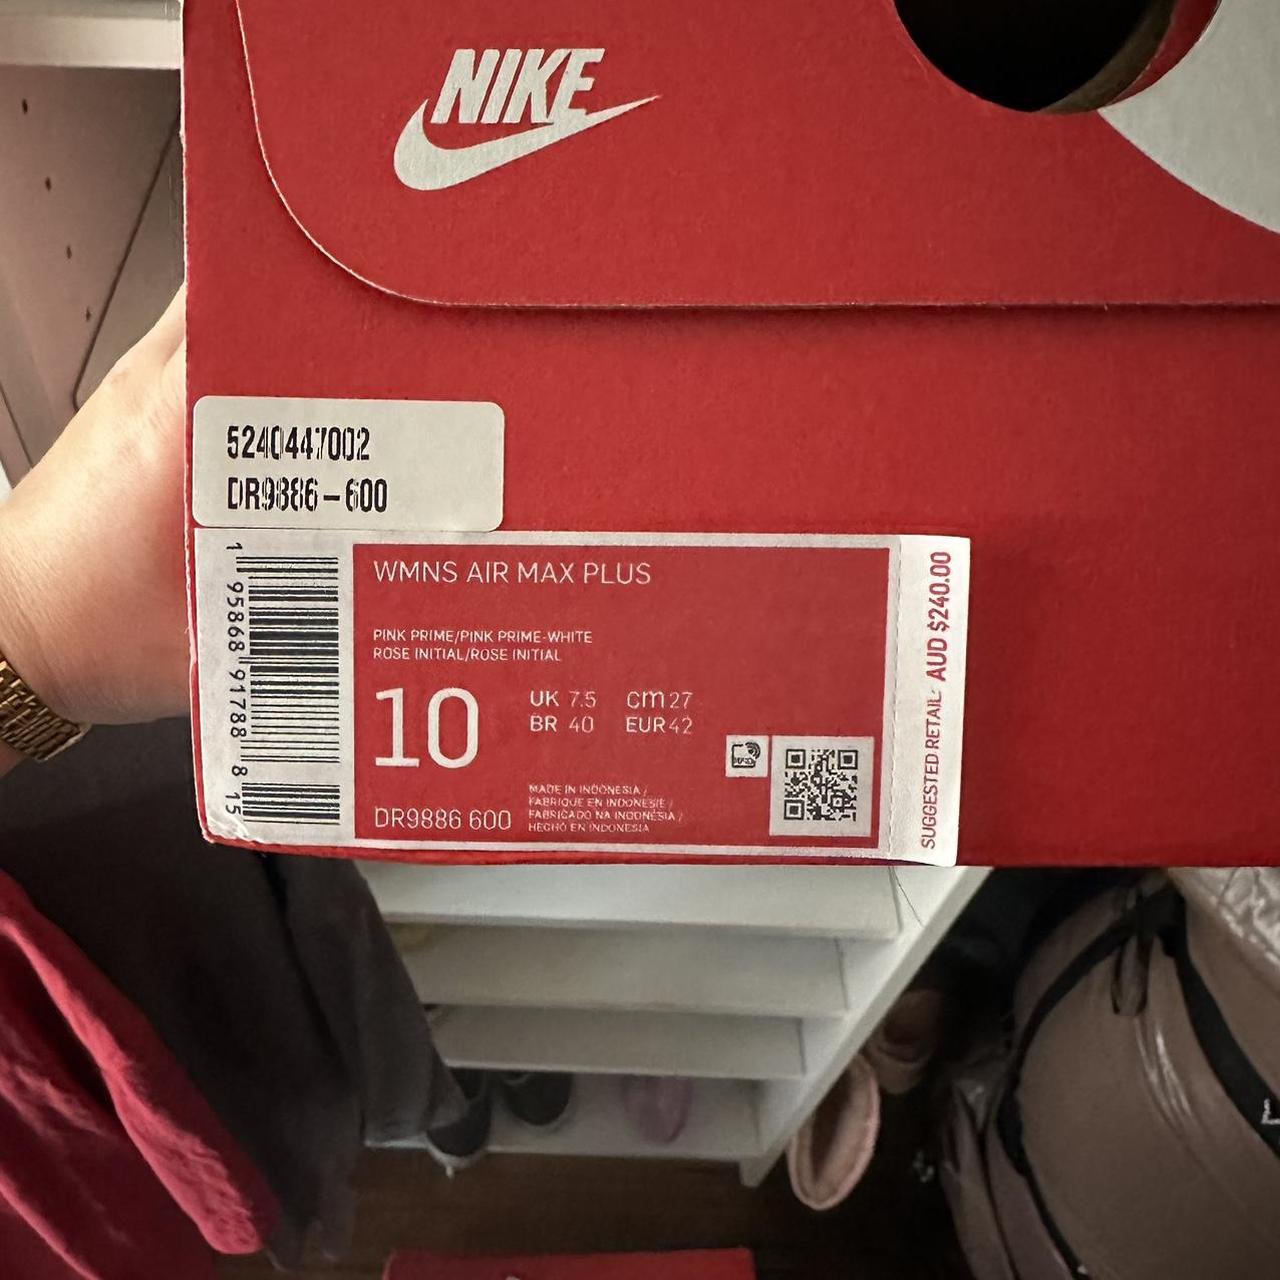 NIKE
5240447002
DR9886-600
WMNS AIR MAX PLUS
PINK PRIME/PINK PRIME-WHITE
ROSE INITIAL/ROSE INITIAL
10
UK 7.5 cm 27
BR 40 EUR 42
MADE IN INDONESIA /
FABRIQUÉ EN INDONÉSIE /
FABRICADO NA INDONÉSIA /
HECHO EN INDONESIA
DR9886 600
1 95868 91788 8 15
SUGGESTED RETAIL AUD $240.00